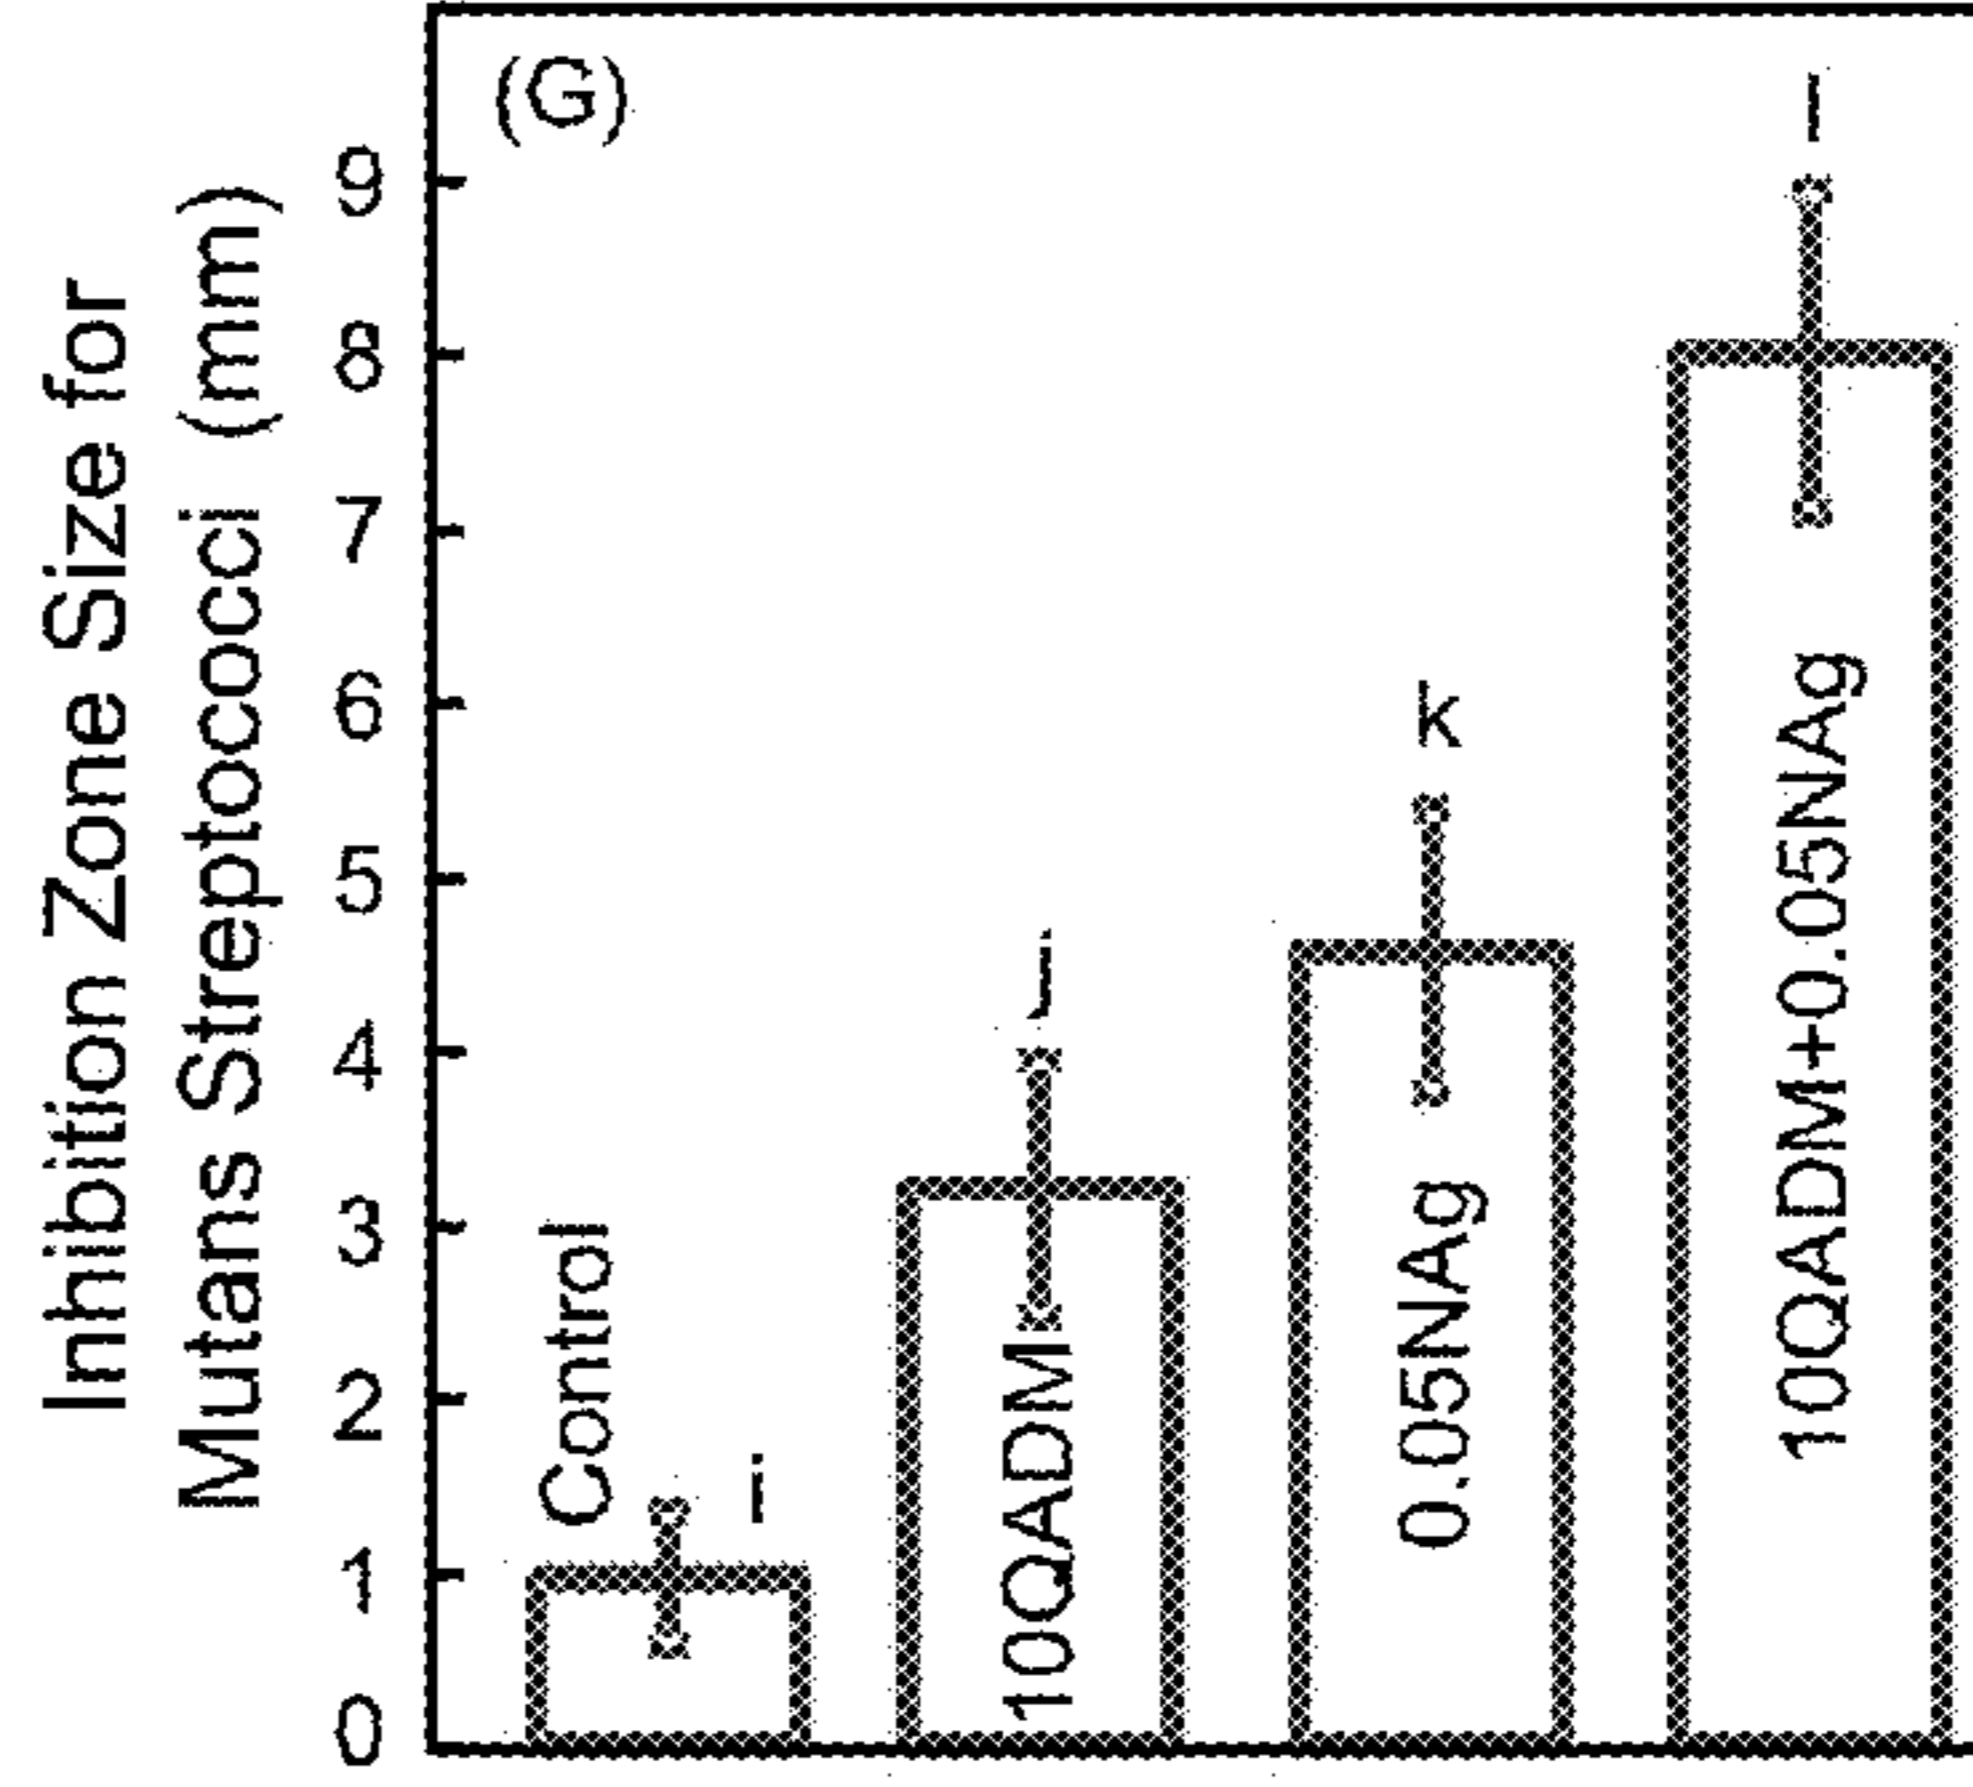 Inhibition Zone Size for
Mutans Streptococci (mm)
(G)
9
8
7
6
5
4
3
2
1
0
Control
i
10QADM
j
0.05NAg
k
10QADM+0.05NAg
l